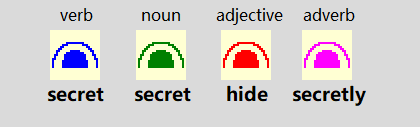 verb noun adjective adverb
secret secret hide secretly